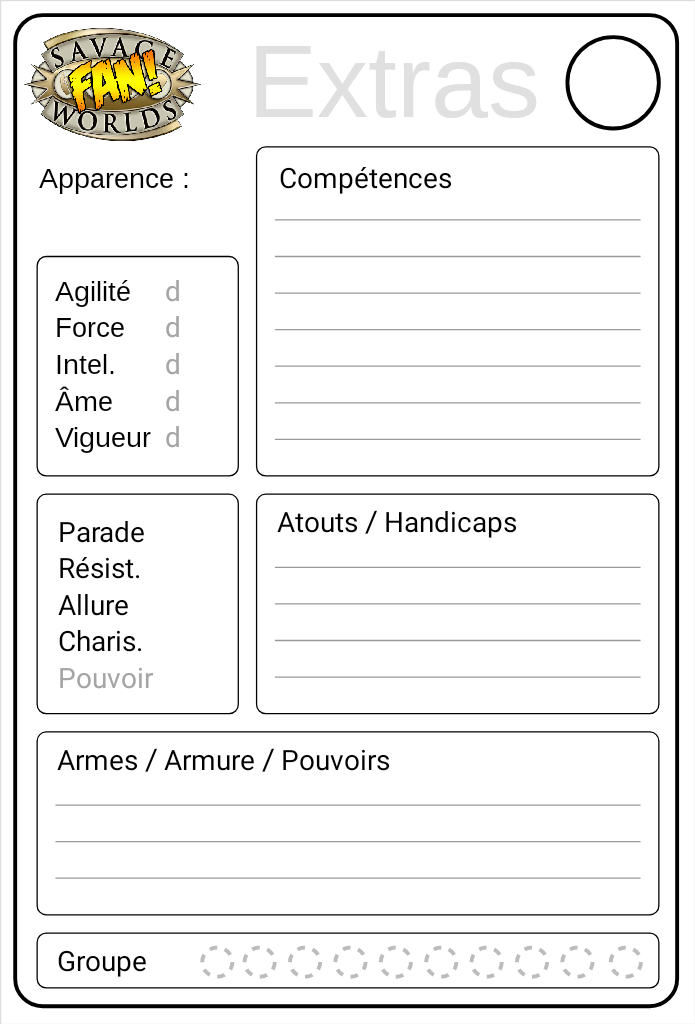 SAVAGE
FAN!
WORLDS
Extras
Apparence :
Compétences
Agilité d
Force d
Intel. d
Âme d
Vigueur d
Parade
Résist.
Allure
Charis.
Pouvoir
Atouts / Handicaps
Armes / Armure / Pouvoirs
Groupe